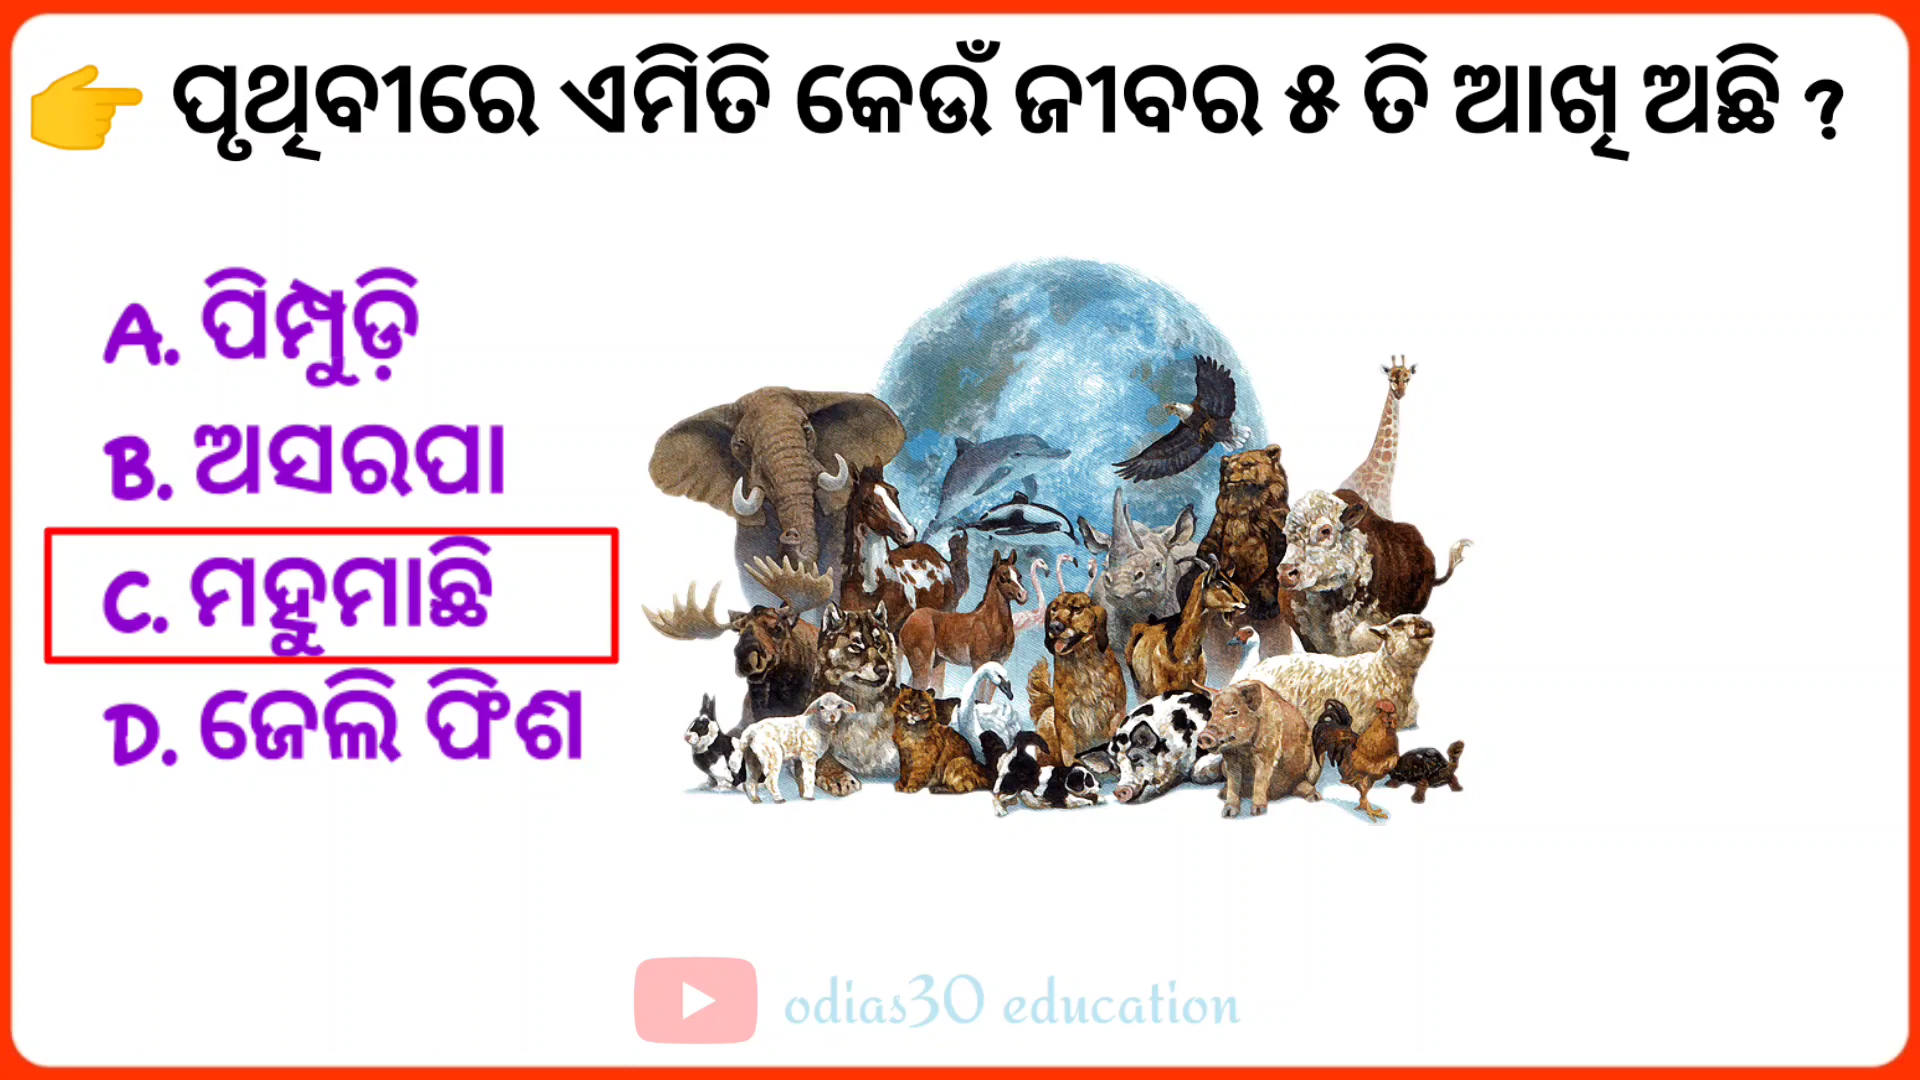 👉 ପୃଥିବୀରେ ଏମିତି କେଉଁ ଜୀବର ୫ ଟି ଆଖି ଅଛି ?
A. ପିମ୍ପୁଡ଼ି
B. ଅସରପା
C. ମହୁମାଛି
D. ଜେଲି ଫିଶ
odias30 education